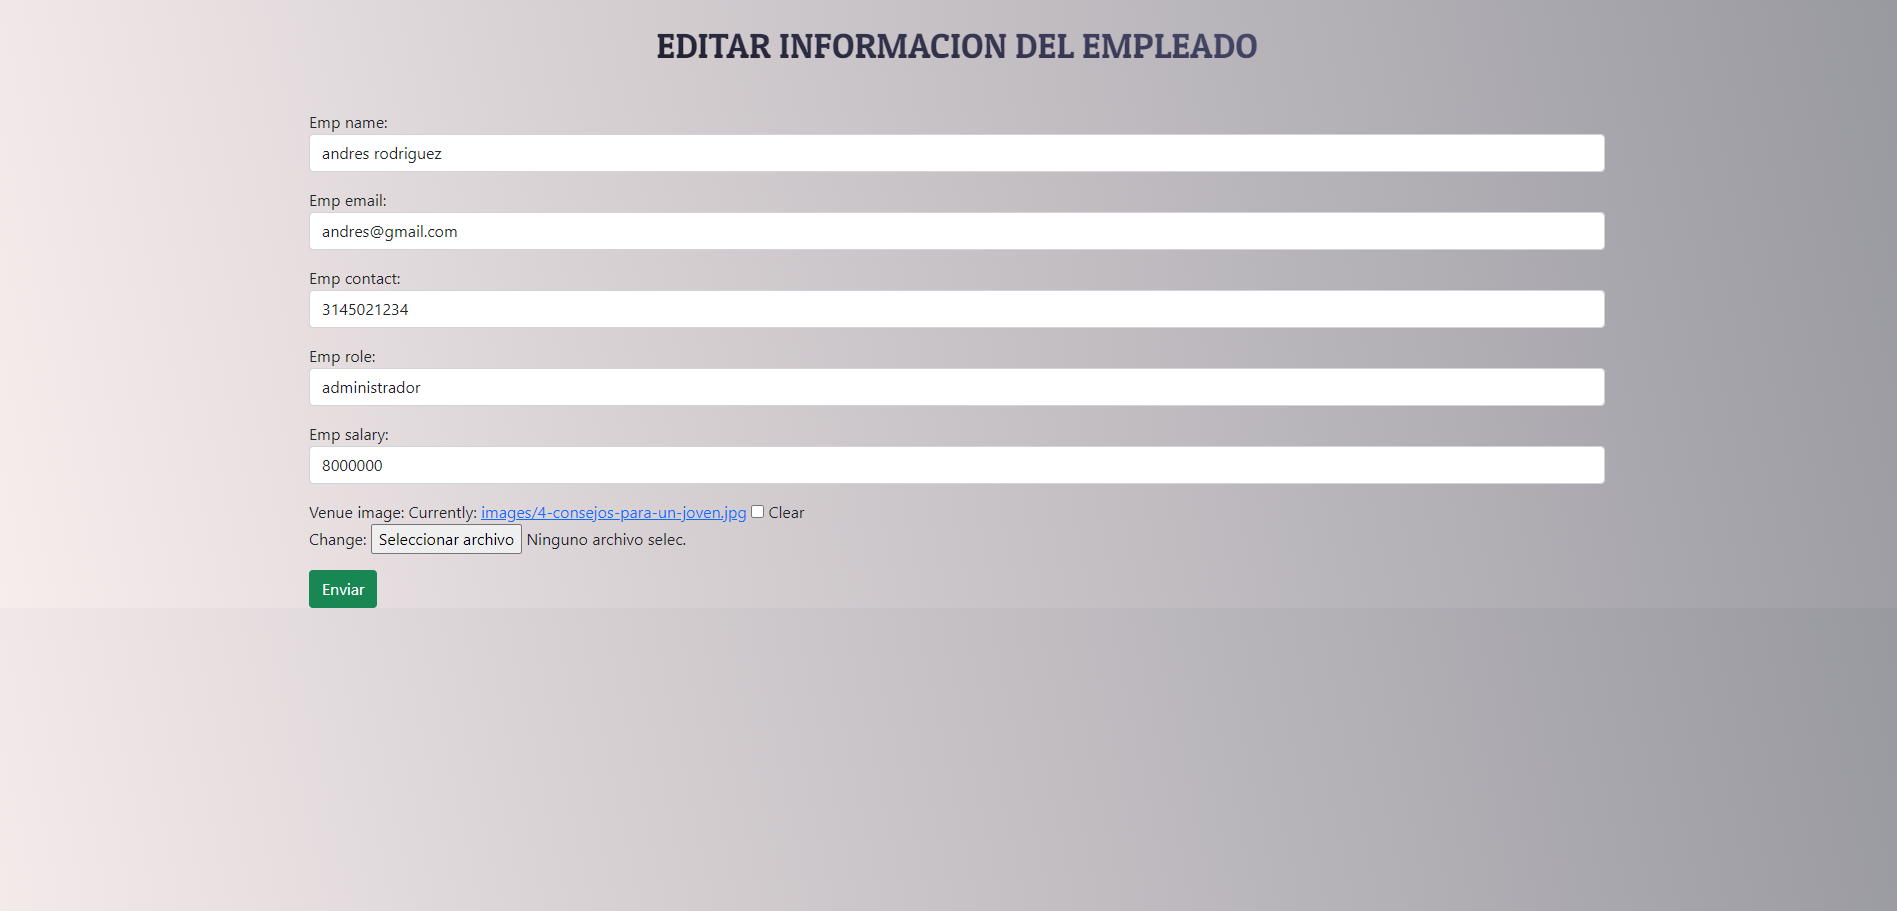 EDITAR INFORMACION DEL EMPLEADO
Emp name:
andres rodriguez
Emp email:
andres@gmail.com
Emp contact:
3145021234
Emp role:
administrador
Emp salary:
8000000
Venue image: Currently: images/4-consejos-para-un-joven.jpg Clear
Change: Seleccionar archivo Ninguno archivo selec.
Enviar